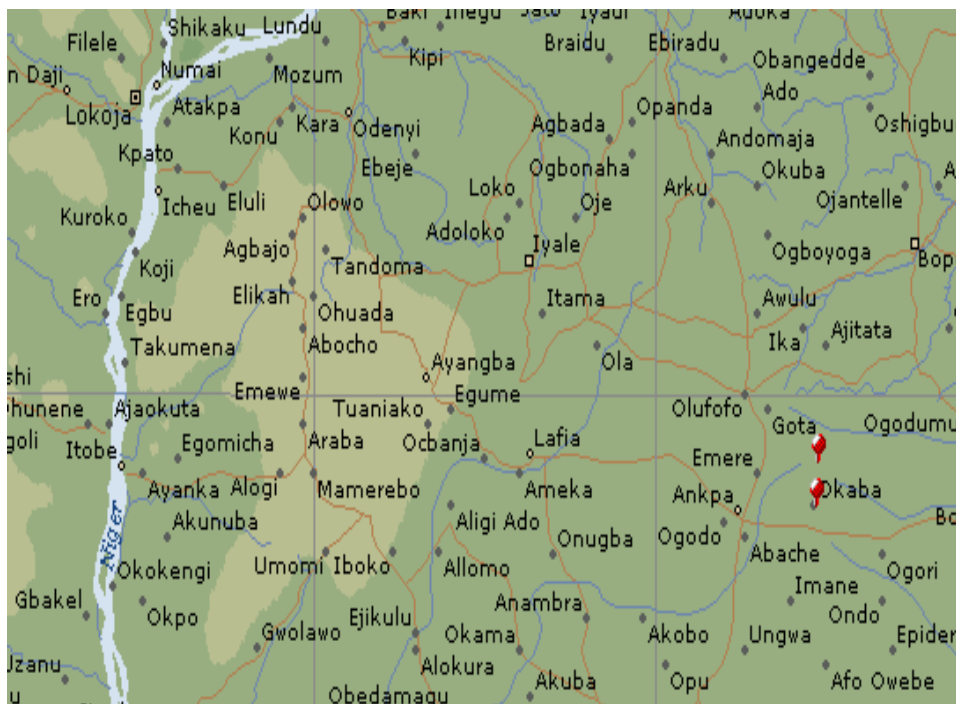 Baki
Inegu
Jato
Iyadi
Adoka
Shikaku
Lundu
Filele
Kipi
Braidu
Ebiradu
Obangedde
n Daji
Numai
Mozum
Lokoja
Atakpa
Konu
Kara
Odenyi
Agbada
Opanda
Ado
Andomaja
Oshigbu
Kpato
Ebeje
Ogbonaha
Okuba
Icheu
Eluli
Olowo
Loko
Oje
Arku
Ojantelle
Kuroko
Agbajo
Adoloko
Iyale
Ogboyoga
Bop
Koji
Tandoma
Ero
Egbu
Elikah
Ohuada
Itama
Awulu
Ika
Ajitata
Takumena
Abocho
Ayangba
Ola
shi
Emewe
Egume
Phunene
Ajaokuta
Tuaniako
Olufofo
Gota
Ogodumu
goli
Itobe
Egomicha
Araba
Ocbanja
Lafia
Emere
Ayanka
Alogi
Mamerebo
Ameka
Ankpa
Okaba
Niger
Akunuba
Aligi Ado
Onugba
Ogodo
Bo
Abache
Okokengi
Umomi
Iboko
Allomo
Imane
Ogori
Gbakel
Okpo
Ejikulu
Anambra
Ondo
Gwolawo
Okama
Akobo
Ungwa
Epider
Uzanu
Alokura
Akuba
Opu
Afo Owebe
Obedamagu